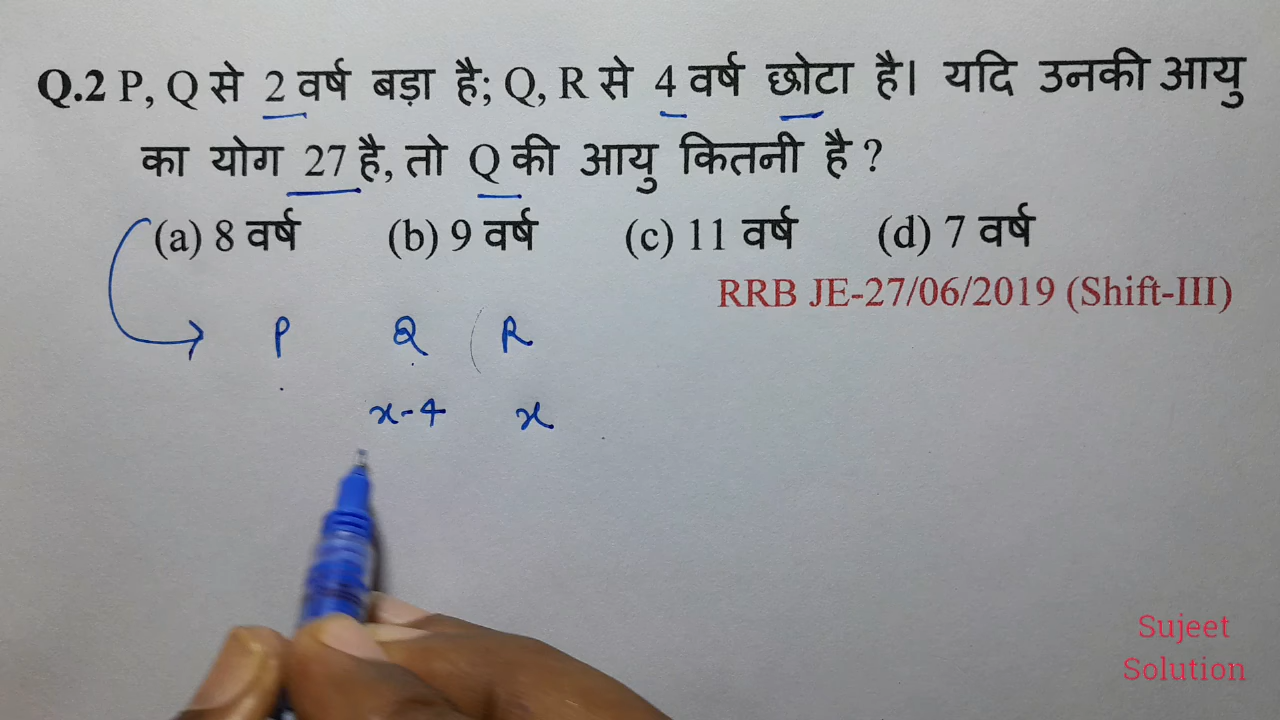 Q.2 P, Q से 2 वर्ष बड़ा है; Q, R से 4 वर्ष छोटा है। यदि उनकी आयु
का योग 27 है, तो Q की आयु कितनी है ?
(a) 8 वर्ष (b) 9 वर्ष (c) 11 वर्ष (d) 7 वर्ष
RRB JE-27/06/2019 (Shift-III)
P Q R
x-4 x
Sujeet
Solution